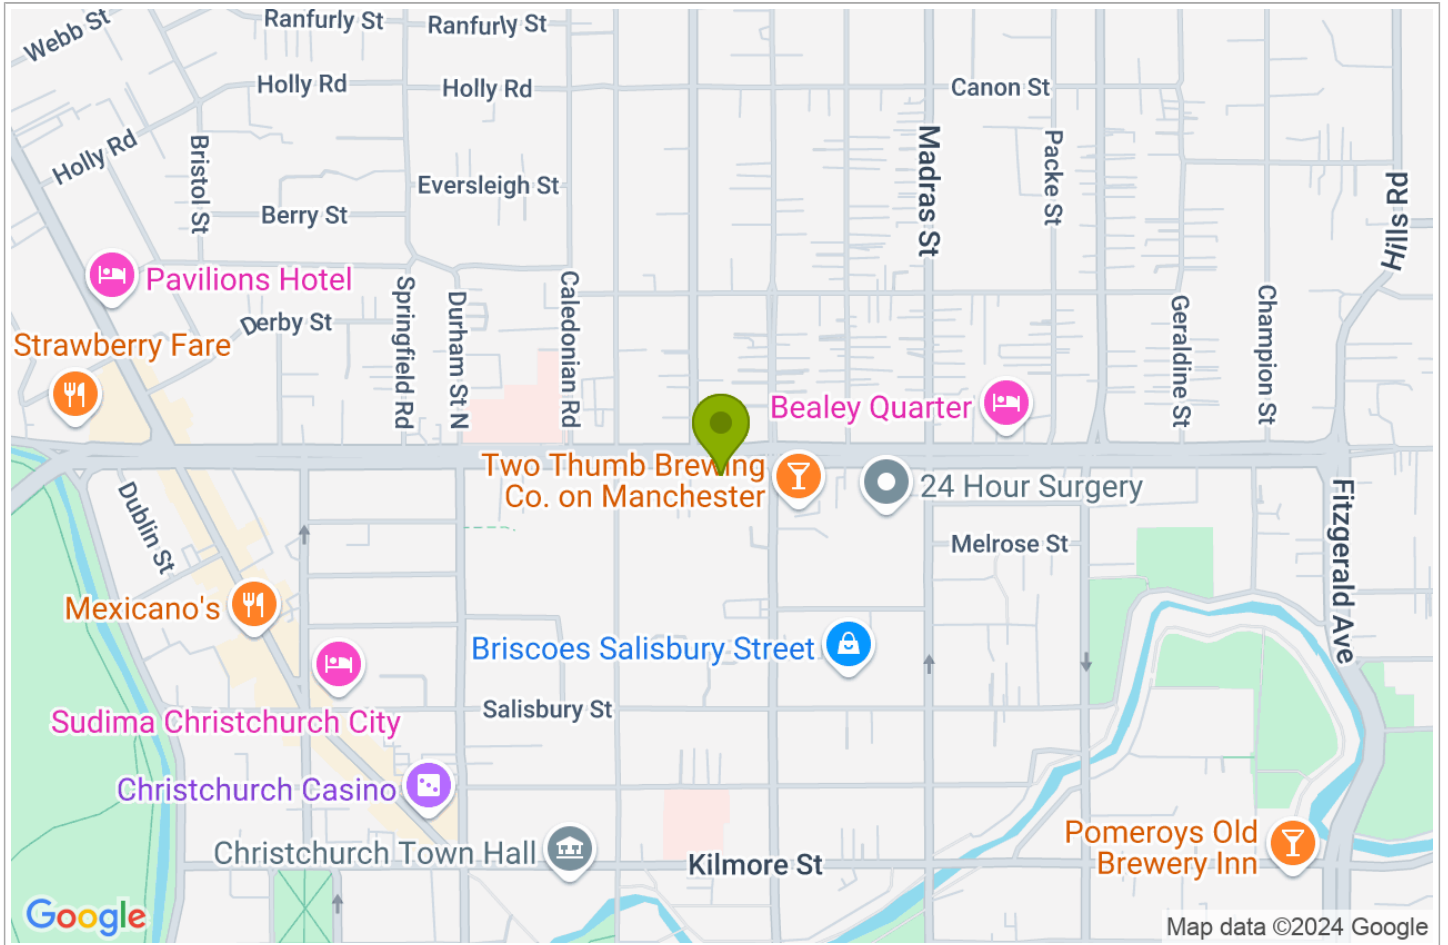 Webb St
Ranfurly St
Ranfurly St
Holly Rd
Holly Rd
Canon St
Holly Rd
Bristol St
Madras St
Packe St
Eversleigh St
Berry St
Hills Rd
Pavilions Hotel
Springfield Rd
Durham St N
Caledonian Rd
Geraldine St
Champion St
Derby St
Strawberry Fare
Bealey Quarter
Two Thumb Brewing
Co. on Manchester
24 Hour Surgery
Dublin St
Fitzgerald Ave
Melrose St
Mexicano's
Briscoes Salisbury Street
Salisbury St
Sudima Christchurch City
Christchurch Casino
Christchurch Town Hall
Kilmore St
Pomeroys Old
Brewery Inn
Google
Map data ©2024 Google